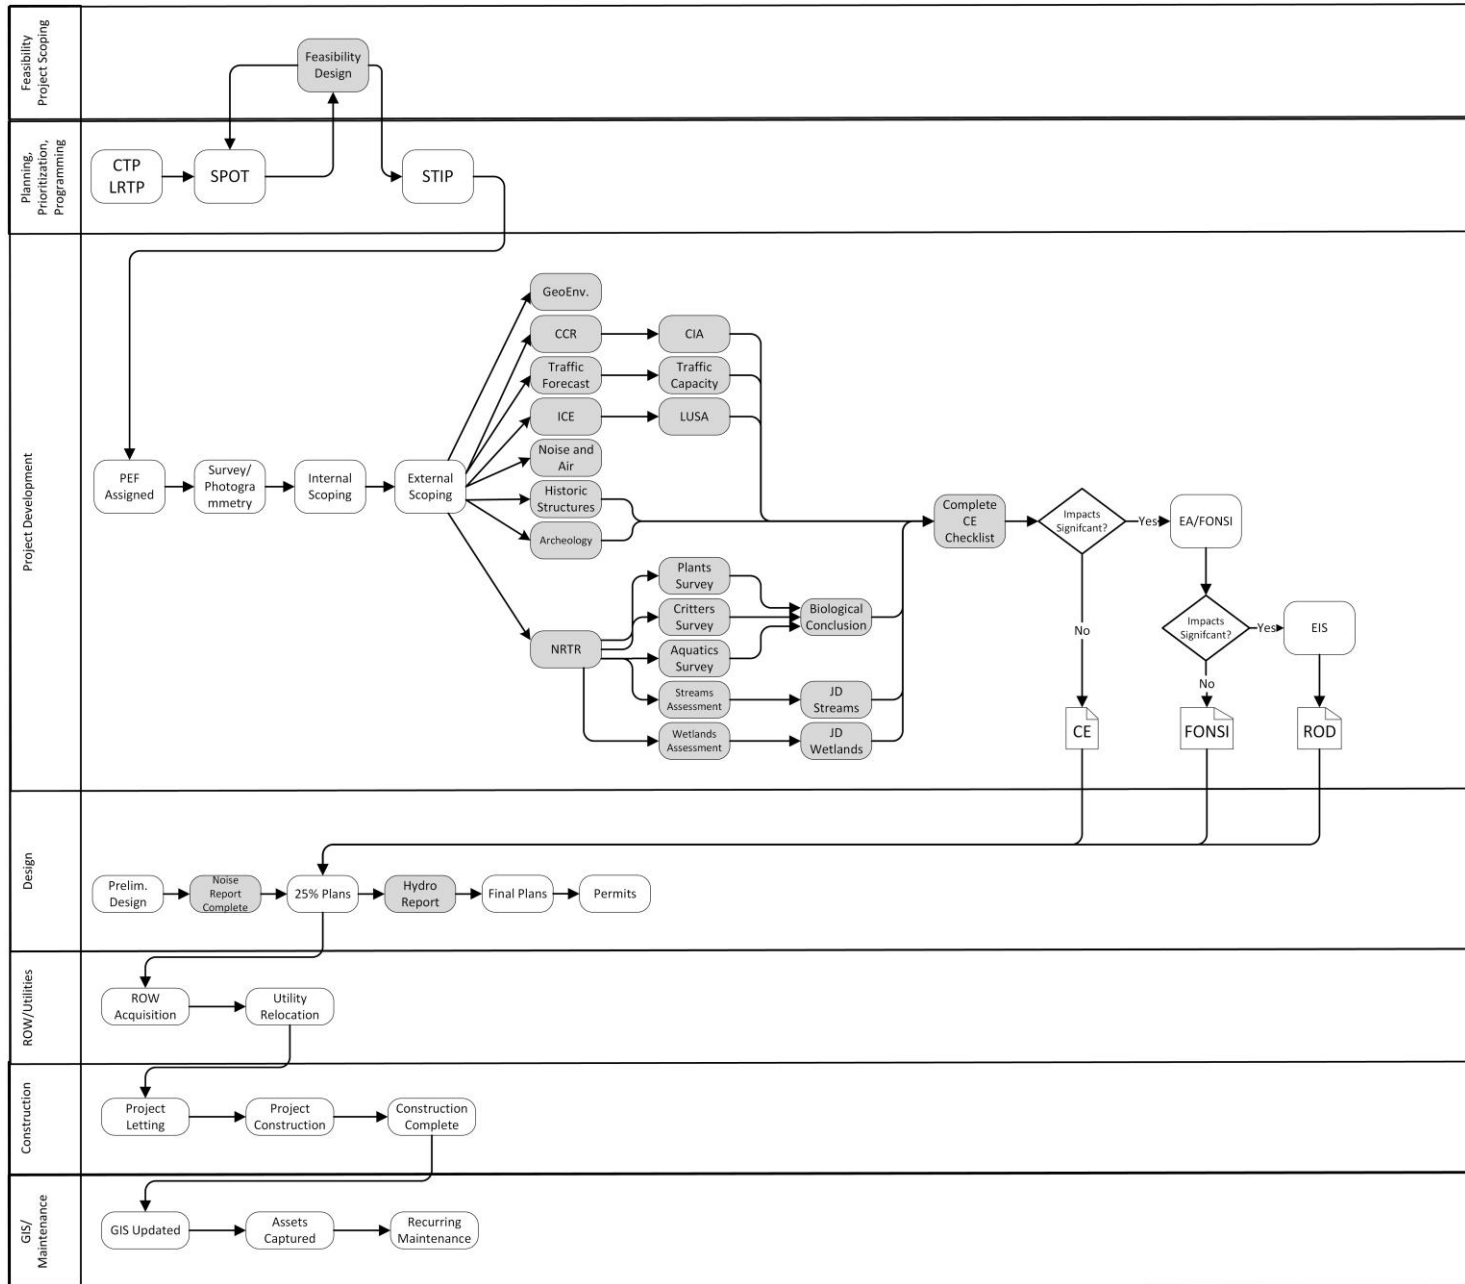 Feasibility
Project Scoping
Feasibility
Design
Planning,
Prioritization,
Programming
CTP
LRTP
SPOT
STIP
Project Development
PEF
Assigned
Survey/
Photogra
mmetry
Internal
Scoping
External
Scoping
GeoEnv.
CCR
CIA
Traffic
Forecast
Traffic
Capacity
ICE
LUSA
Noise and
Air
Historic
Structures
Archeology
NRTR
Plants
Survey
Critters
Survey
Aquatics
Survey
Streams
Assessment
Wetlands
Assessment
Biological
Conclusion
JD
Streams
JD
Wetlands
Complete
CE
Checklist
Impacts
Signifcant?
Yes
EA/FONSI
No
Impacts
Signifcant?
Yes
EIS
No
CE
FONSI
ROD
Design
Prelim.
Design
Noise
Report
Complete
25% Plans
Hydro
Report
Final Plans
Permits
ROW/Utilities
ROW
Acquisition
Utility
Relocation
Construction
Project
Letting
Project
Construction
Construction
Complete
GIS/
Maintenance
GIS Updated
Assets
Captured
Recurring
Maintenance